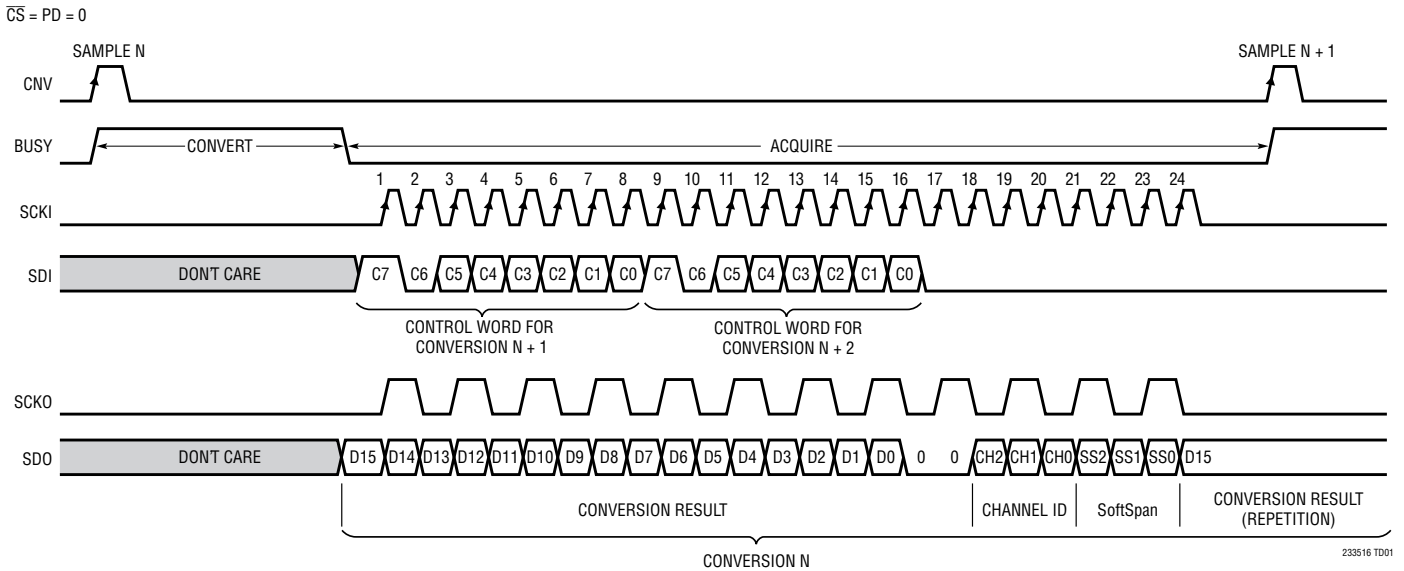 CS = PD = 0
SAMPLE N
SAMPLE N + 1
CNV
BUSY
CONVERT
ACQUIRE
1 2 3 4 5 6 7 8 9 10 11 12 13 14 15 16 17 18 19 20 21 22 23 24
SCKI
SDI DON'T CARE C7 C6 C5 C4 C3 C2 C1 C0 C7 C6 C5 C4 C3 C2 C1 C0
CONTROL WORD FOR
CONVERSION N + 1
CONTROL WORD FOR
CONVERSION N + 2
SCKO
SDO DON'T CARE D15 D14 D13 D12 D11 D10 D9 D8 D7 D6 D5 D4 D3 D2 D1 D0 0 0 CH2 CH1 CH0 SS2 SS1 SS0 D15
CONVERSION RESULT
CHANNEL ID
SoftSpan
CONVERSION RESULT
(REPETITION)
CONVERSION N
233516 TD01